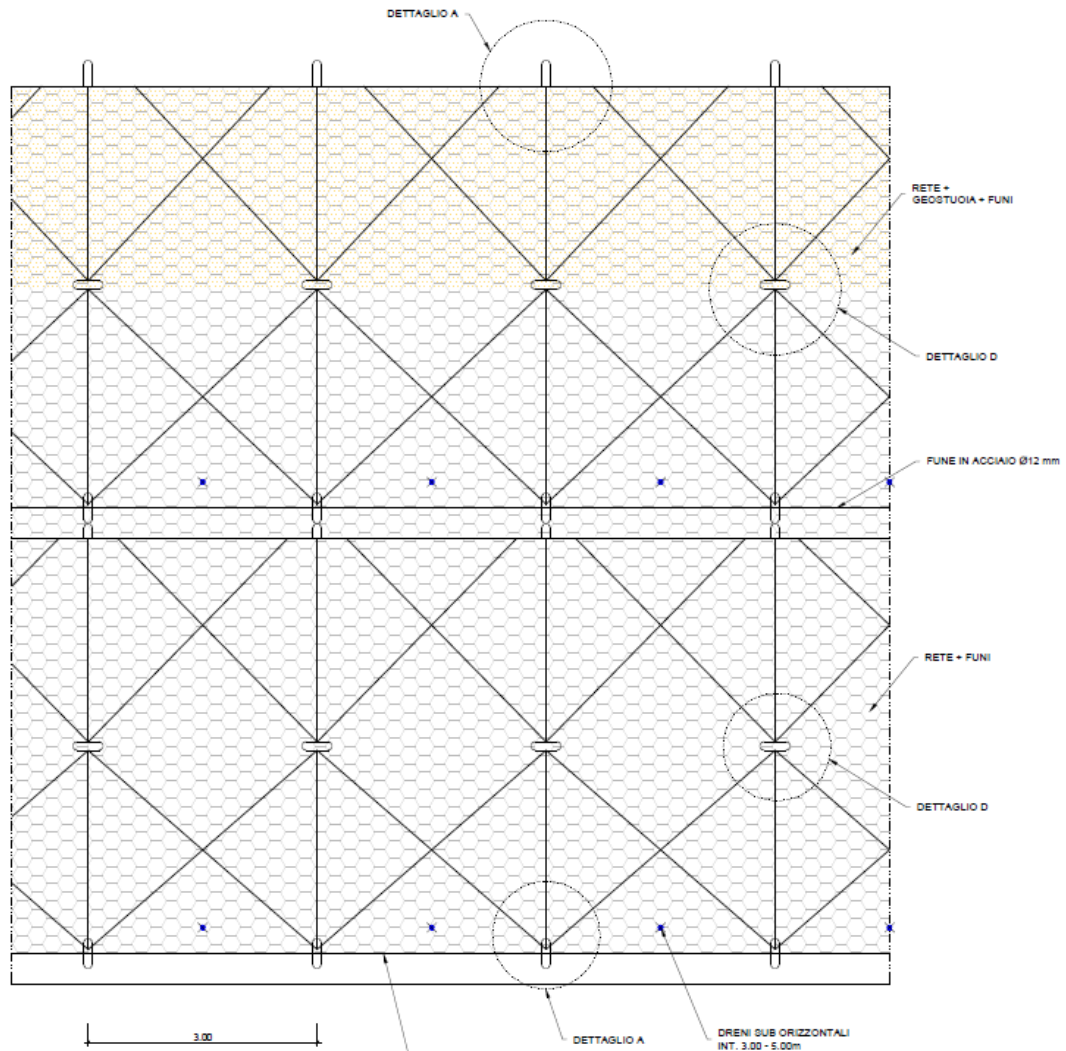 DETTAGLIO A
RETE +
GEOSTUOIA + FUNI
DETTAGLIO D
FUNE IN ACCIAIO Ø12 mm
RETE + FUNI
DETTAGLIO D
3.00
DETTAGLIO A
DRENI SUB ORIZZONTALI
INT. 3.00 - 5.00m